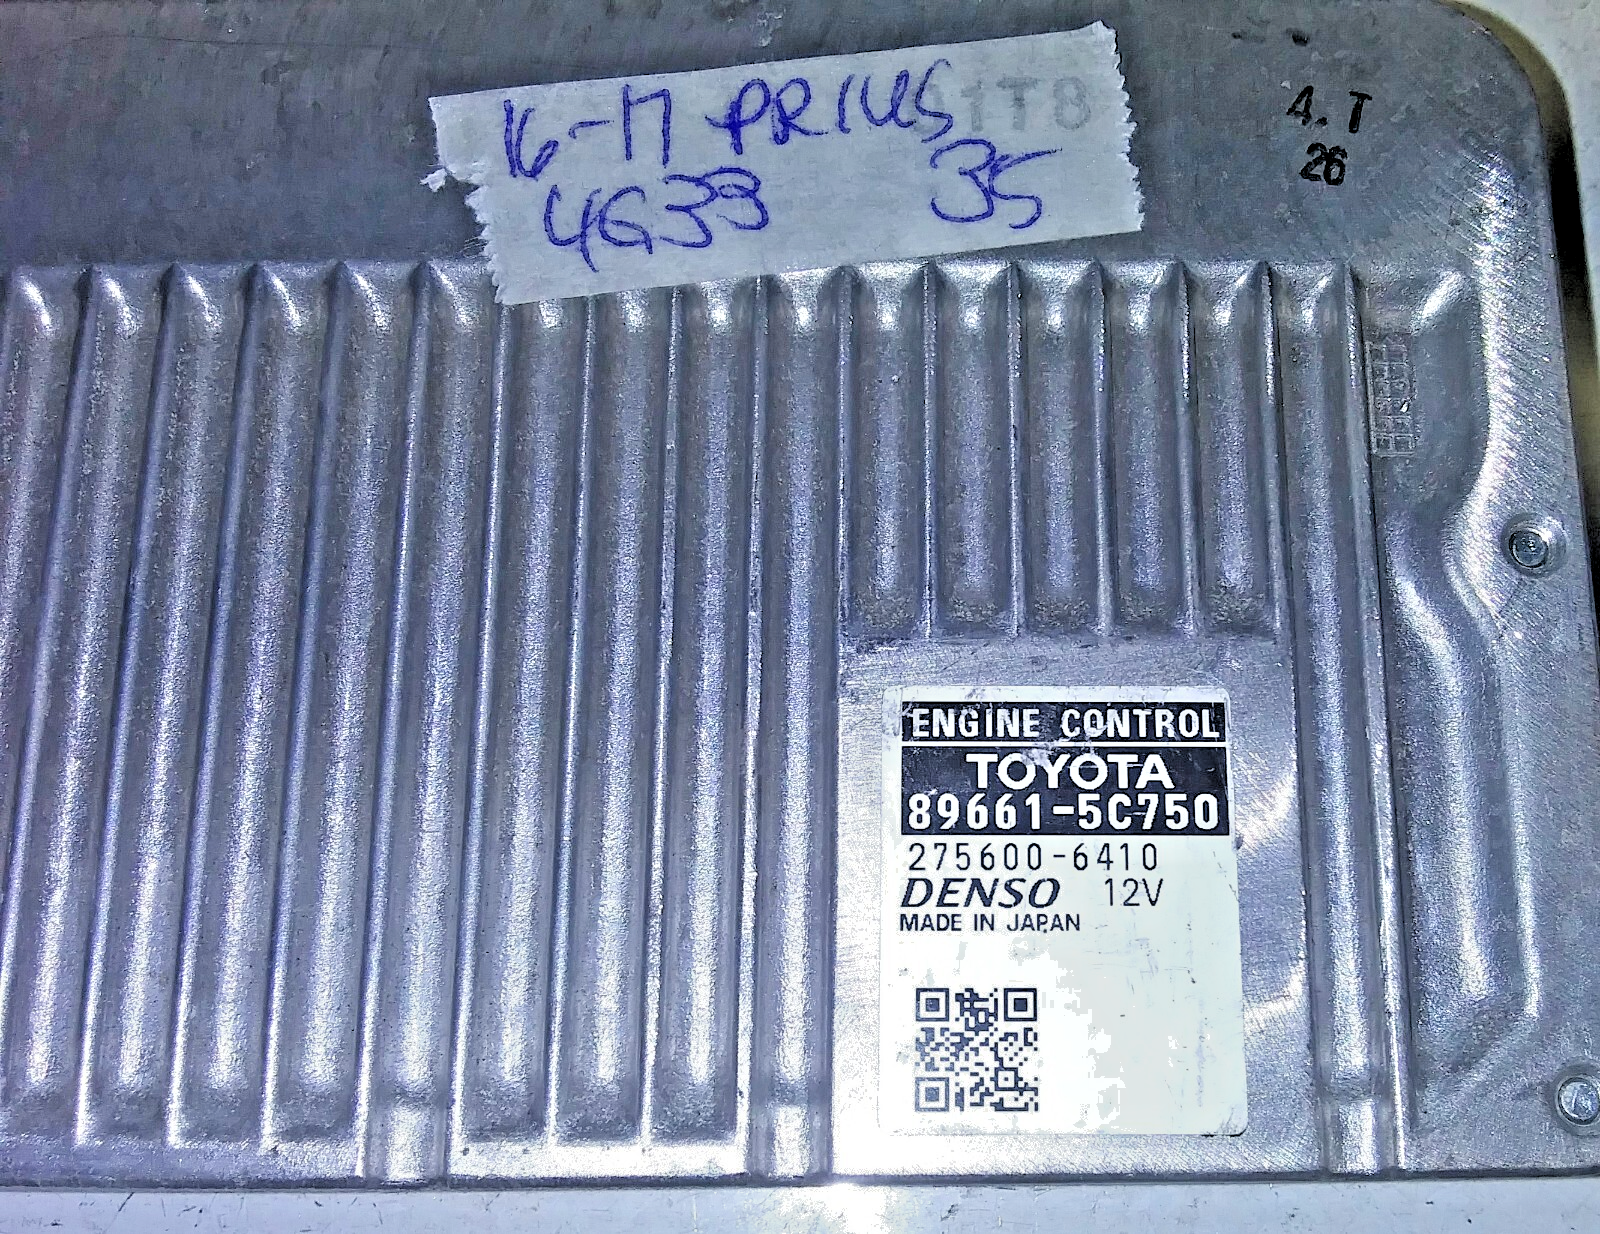 16-17 PRIUS
4G33 35
1T8
A. T
26
ENGINE CONTROL
TOYOTA
89661-5C750
275600-6410
DENSO 12V
MADE IN JAPAN